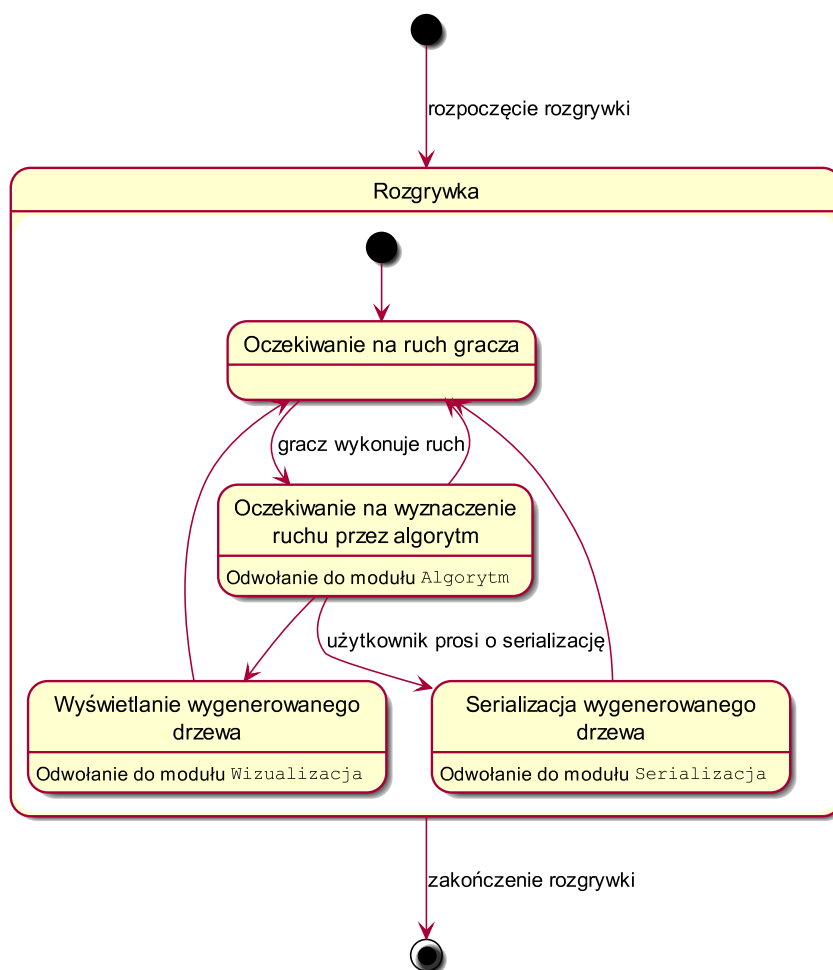 rozpoczęcie rozgrywki
Rozgrywka
Oczekiwanie na ruch gracza
gracz wykonuje ruch
Oczekiwanie na wyznaczenie
ruchu przez algorytm
Odwołanie do modułu Algorytm
użytkownik prosi o serializację
Wyświetlanie wygenerowanego
drzewa
Odwołanie do modułu Wizualizacja
Serializacja wygenerowanego
drzewa
Odwołanie do modułu Serializacja
zakończenie rozgrywki